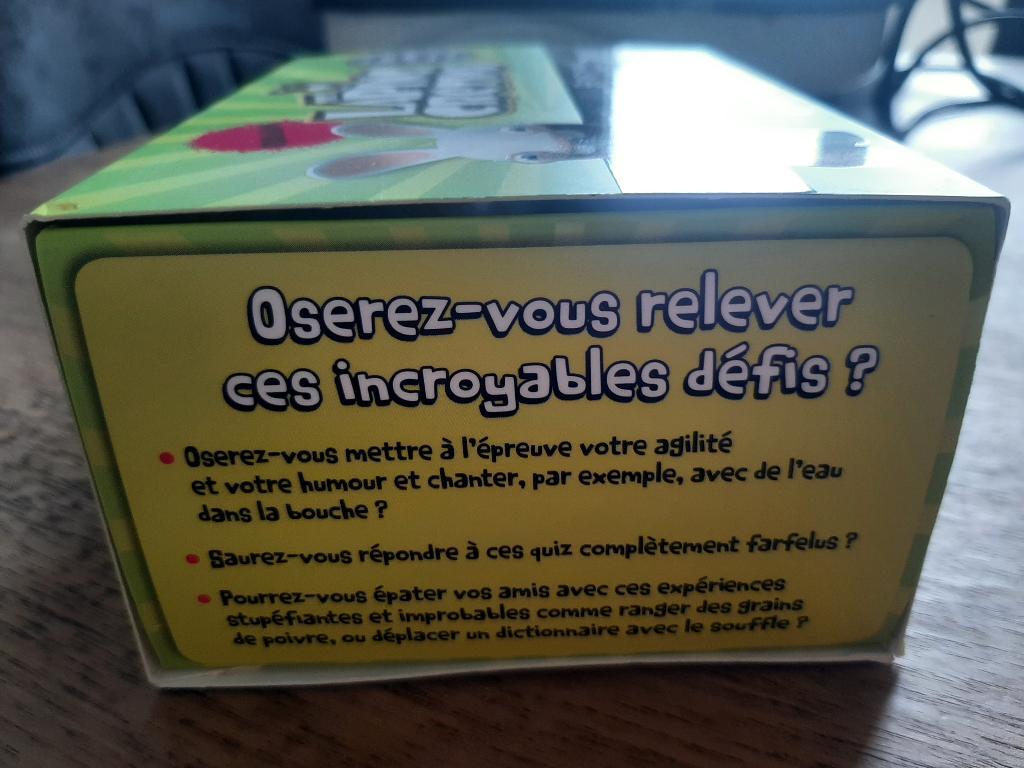 Oserez-vous relever
ces incroyables défis ?
• Oserez-vous mettre à l'épreuve votre agilité
et votre humour et chanter, par exemple, avec de l'eau
dans la bouche ?
• Saurez-vous répondre à ces quiz complètement farfelus ?
• Pourrez-vous épater vos amis avec ces expériences
stupéfiantes et improbables comme ranger des grains
de poivre, ou déplacer un dictionnaire avec le souffle ?